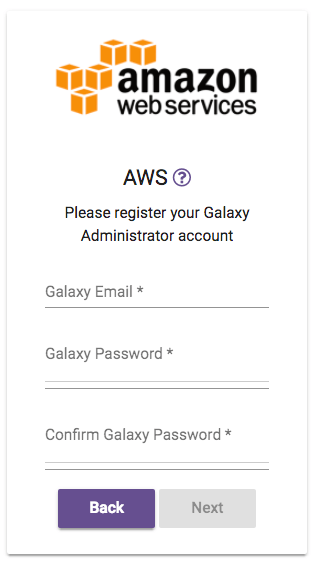 amazon
web services
AWS ?
Please register your Galaxy
Administrator account
Galaxy Email *
Galaxy Password *
Confirm Galaxy Password *
Back Next